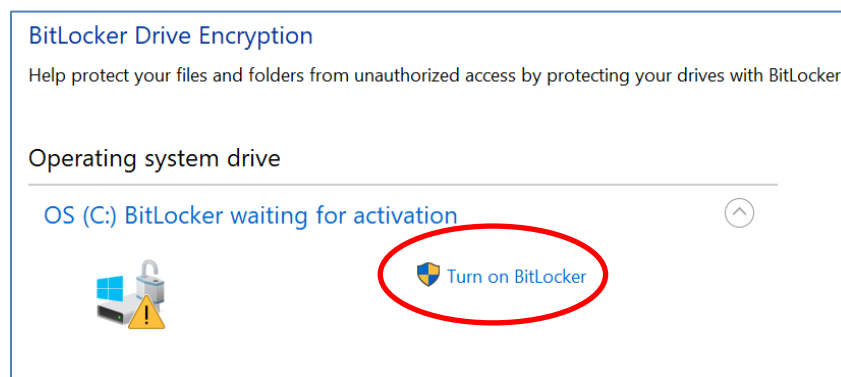 BitLocker Drive Encryption
Help protect your files and folders from unauthorized access by protecting your drives with BitLocker
Operating system drive
OS (C:) BitLocker waiting for activation
Turn on BitLocker